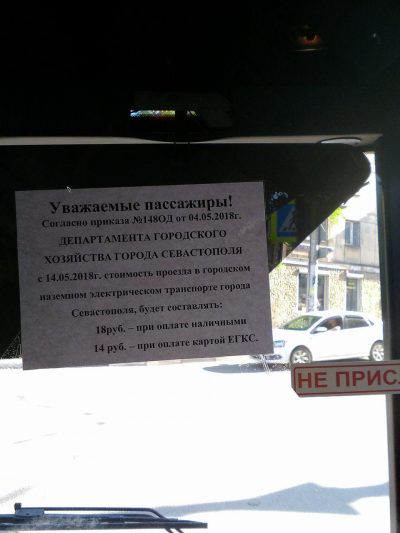 Уважаемые пассажиры!
Согласно приказа №148ОД от 04.05.2018г.
ДЕПАРТАМЕНТА ГОРОДСКОГО
ХОЗЯЙСТВА ГОРОДА СЕВАСТОПОЛЯ
с 14.05.2018г. стоимость проезда в городском
наземном электрическом транспорте города
Севастополя, будет составлять:
18руб. – при оплате наличными
14 руб. – при оплате картой ЕГКС.
НЕ ПРИСЛ